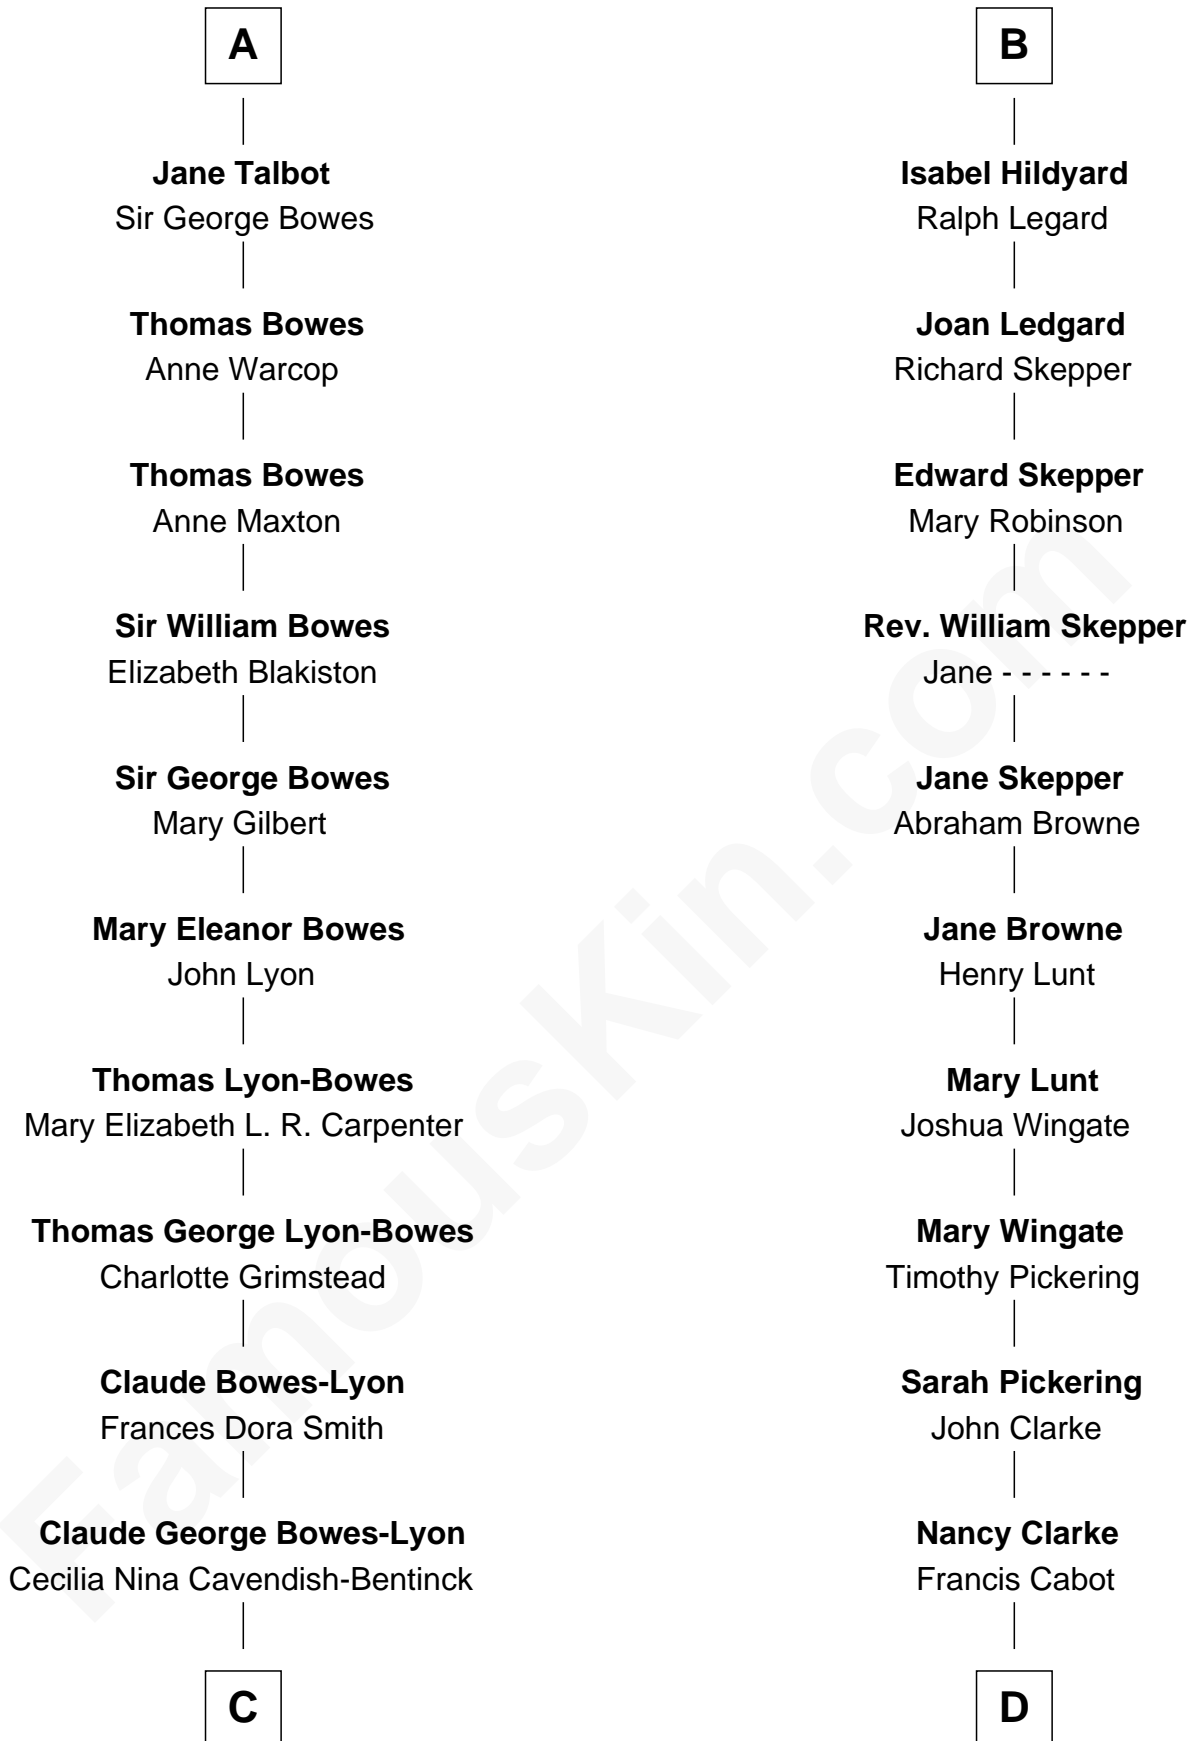 A
Jane Talbot
Sir George Bowes
Thomas Bowes
Anne Warcop
Thomas Bowes
Anne Maxton
Sir William Bowes
Elizabeth Blakiston
Sir George Bowes
Mary Gilbert
Mary Eleanor Bowes
John Lyon
Thomas Lyon-Bowes
Mary Elizabeth L. R. Carpenter
Thomas George Lyon-Bowes
Charlotte Grimstead
Claude Bowes-Lyon
Frances Dora Smith
Claude George Bowes-Lyon
Cecilia Nina Cavendish-Bentinck
C
B
Isabel Hildyard
Ralph Legard
Joan Ledgard
Richard Skepper
Edward Skepper
Mary Robinson
Rev. William Skepper
Jane - - - - - -
Jane Skepper
Abraham Browne
Jane Browne
Henry Lunt
Mary Lunt
Joshua Wingate
Mary Wingate
Timothy Pickering
Sarah Pickering
John Clarke
Nancy Clarke
Francis Cabot
D
FamousKin.com